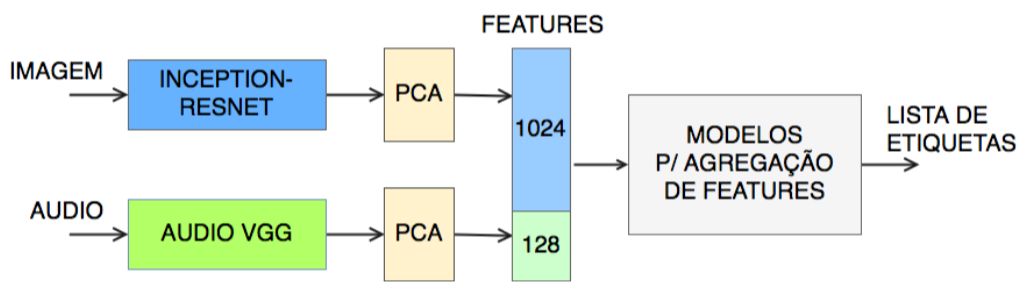 FEATURES
IMAGEM
INCEPTION-
RESNET
PCA
1024
MODELOS
P/ AGREGAÇÃO
DE FEATURES
LISTA DE
ETIQUETAS
AUDIO
AUDIO VGG
PCA
128